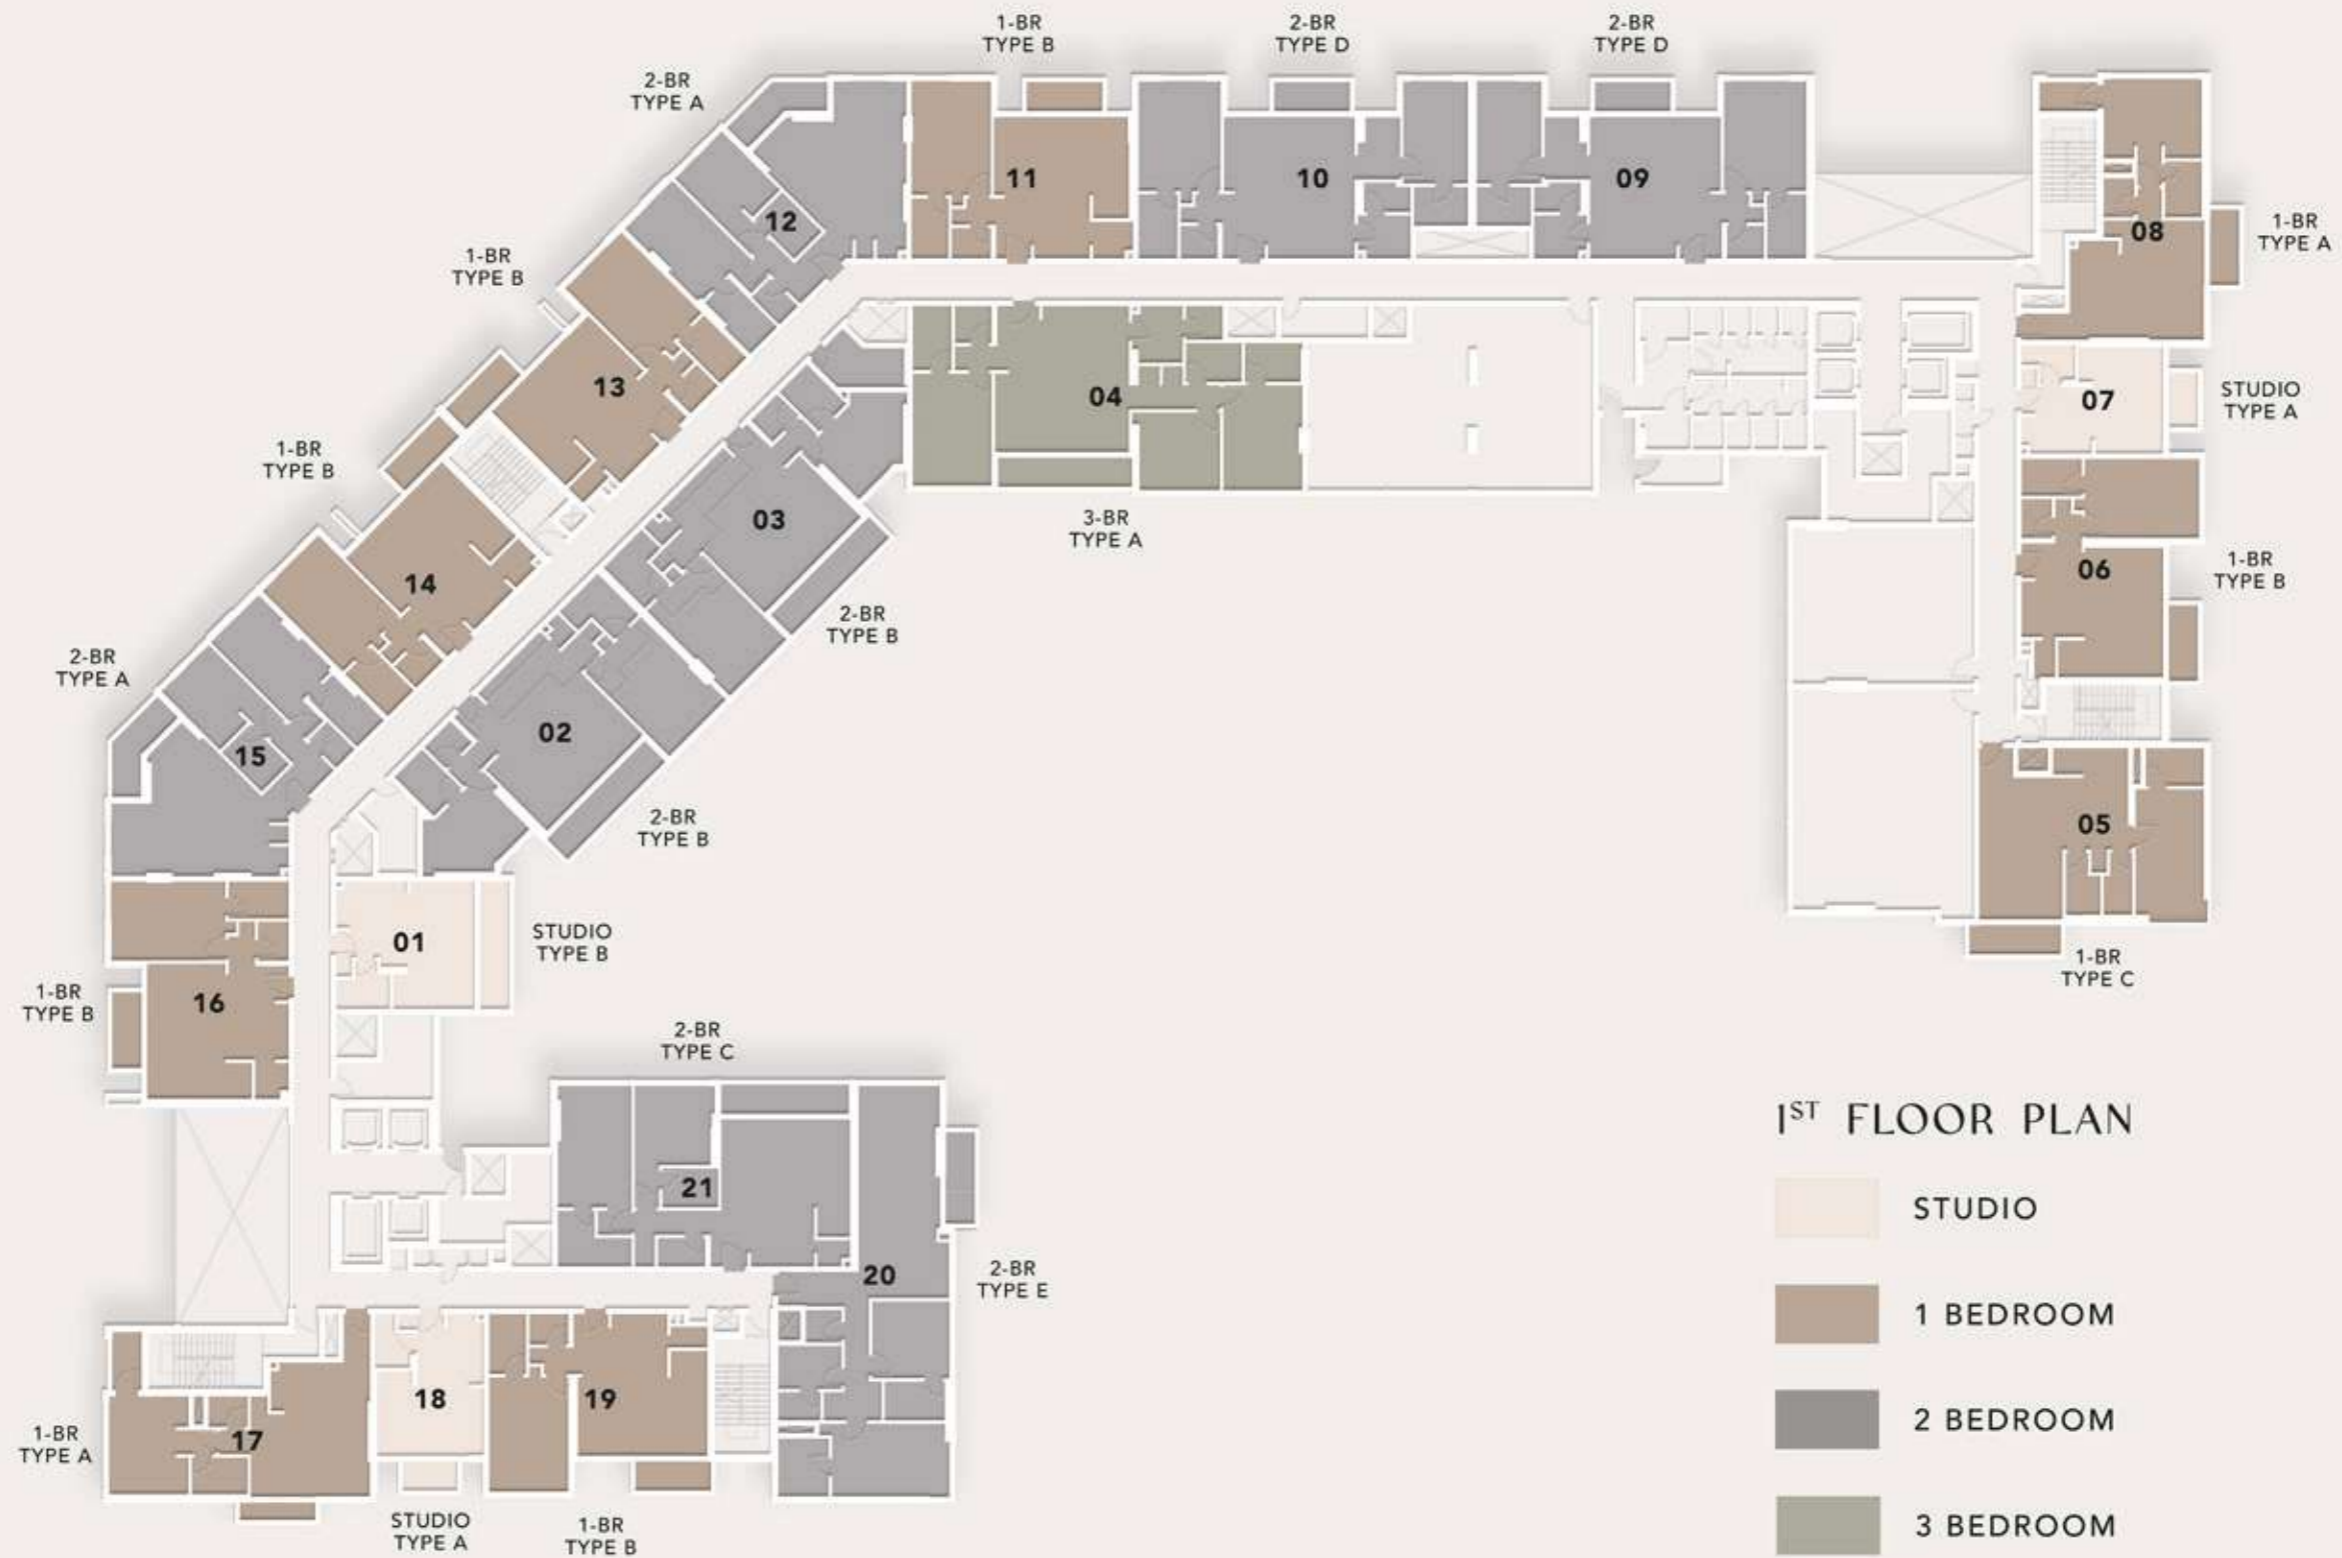 1-BR
TYPE B
2-BR
TYPE D
2-BR
TYPE D
2-BR
TYPE A
11
10
09
12
08
1-BR
TYPE A
1-BR
TYPE B
13
04
07
STUDIO
TYPE A
1-BR
TYPE B
03
3-BR
TYPE A
06
1-BR
TYPE B
14
2-BR
TYPE B
2-BR
TYPE A
02
15
2-BR
TYPE B
05
1-BR
TYPE C
01
STUDIO
TYPE B
1-BR
TYPE B
16
2-BR
TYPE C
21
20
2-BR
TYPE E
1-BR
TYPE A
17
18
19
STUDIO
TYPE A
1-BR
TYPE B
1ST FLOOR PLAN
STUDIO
1 BEDROOM
2 BEDROOM
3 BEDROOM